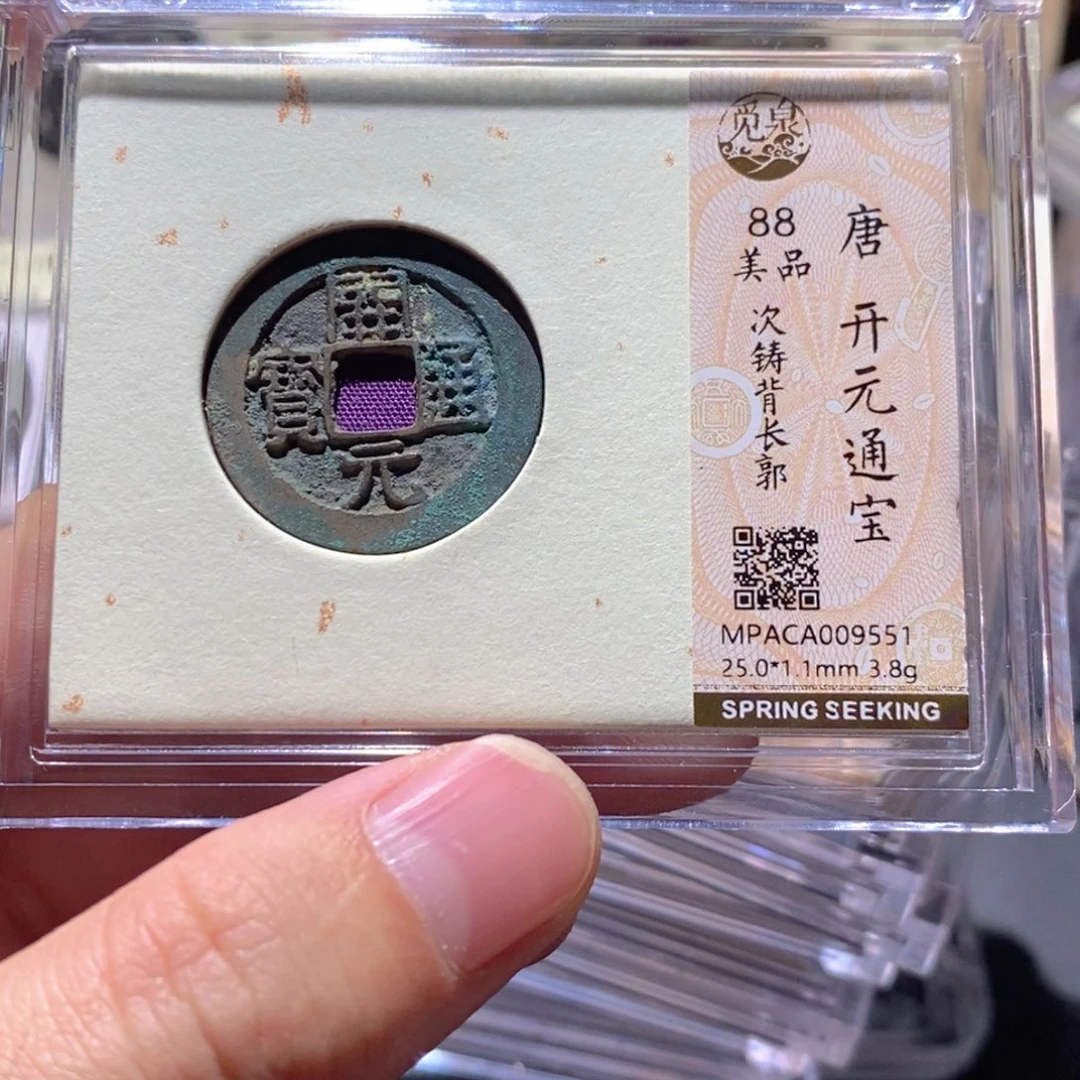 觅泉
唐 开元通宝
88
美品
次铸背长郭
MPACA009551
25.0*1.1mm 3.8g
SPRING SEEKING
開元通寳